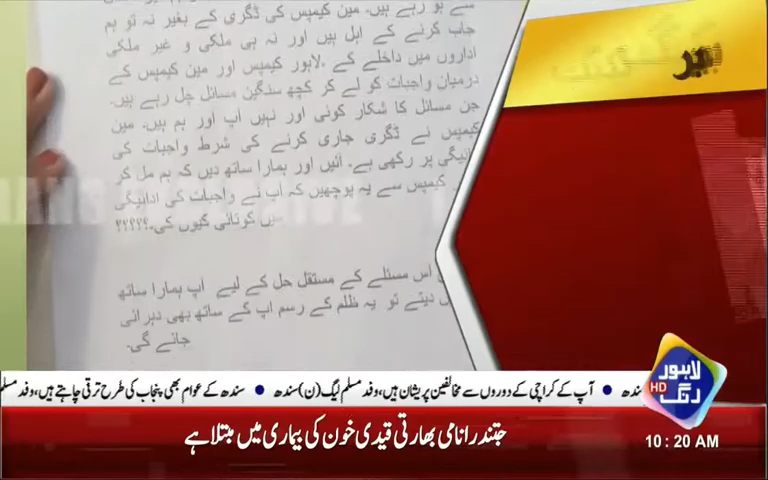 سے ہو رہے ہیں۔ مین کیمپس کی ڈگری کے بغیر نہ تو ہم
جاب کرنے کے اہل ہیں اور نہ ہی ملکی و غیر ملکی
اداروں میں داخلے کے ۔لاہور کیمپس اور مین کیمپس کے
درمیان واجبات کو لے کر کچھ سنگین مسائل چل رہے ہیں۔
جن مسائل کا شکار کوئی اور نہیں آپ اور ہم ہیں۔ مین
کیمپس نے ڈگری جاری کرنے کی شرط واجبات کی
ادائیگی پر رکھی ہے۔ آئیں اور ہمارا ساتھ دیں کہ ہم مل کر
کیمپس سے یہ پوچھیں کہ آپ نے واجبات کی ادائیگی
میں کوتائی کیوں کی۔؟؟؟؟؟
اس مسئلے کے مستقل حل کے لیے آپ ہمارا ساتھ
دیتے تو یہ ظلم کے رسم اپ کے ساتھ بھی دہرائی
جائے گی۔
لاہور
HD رنگ
سندھ ● آپ کے کراچی کے دوروں سے مخالفین پریشان ہیں، وفد مسلم لیگ (ن) سندھ ● سندھ کے عوام بھی پنجاب کی طرح ترقی چاہتے ہیں، وفد مسلم
جتندرا نامی بھارتی قیدی خون کی بیماری میں مبتلا ہے
10:20 AM